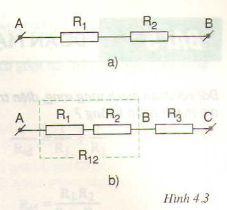 A R₁ R₂ B
a)
A R₁ R₂ B R₃ C
R₁₂
b)
Hình 4.3